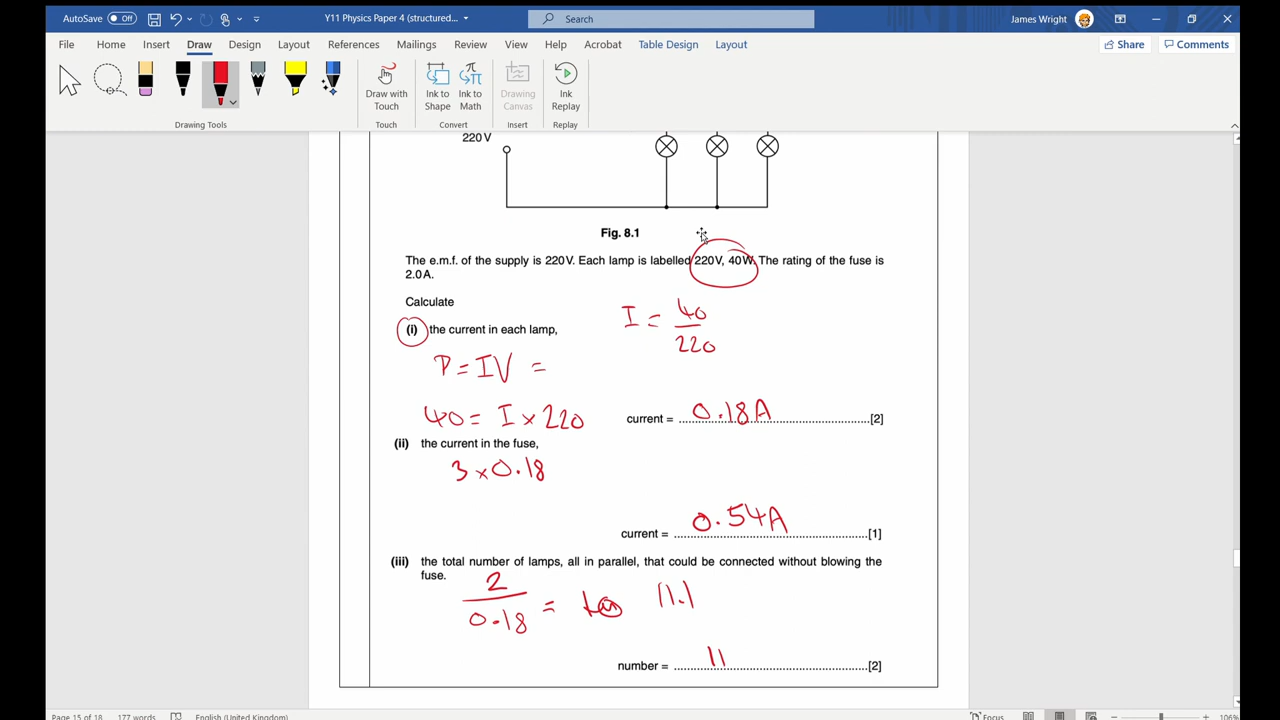 AutoSave Off Y11 Physics Paper 4 (structured... Search James Wright
File Home Insert Draw Design Layout References Mailings Review View Help Acrobat Table Design Layout Share Comments
Draw with Touch Ink to Shape Ink to Math Drawing Canvas Ink Replay
Drawing Tools Touch Convert Insert Replay
220 V
Fig. 8.1
The e.m.f. of the supply is 220 V. Each lamp is labelled 220 V, 40 W. The rating of the fuse is
2.0 A.
Calculate
(i) the current in each lamp,
I = 40
220
P = IV =
40 = I × 220
current = 0.18A [2]
(ii) the current in the fuse,
3 × 0.18
current = 0.54A [1]
(iii) the total number of lamps, all in parallel, that could be connected without blowing the
fuse.
2
0.18 = 11.1
number = 11 [2]
Page 15 of 18 177 words English (United Kingdom) Focus 106%